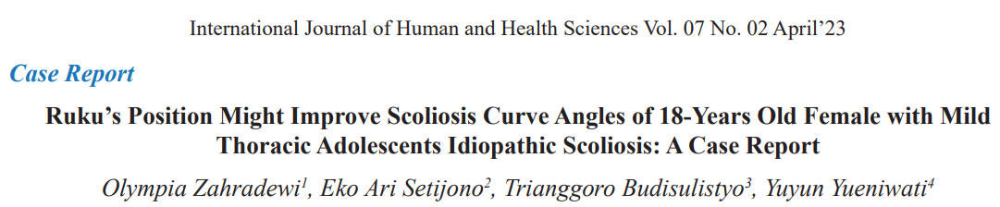 International Journal of Human and Health Sciences Vol. 07 No. 02 April’23
Case Report
Ruku’s Position Might Improve Scoliosis Curve Angles of 18-Years Old Female with Mild
Thoracic Adolescents Idiopathic Scoliosis: A Case Report
Olympia Zahradewi1, Eko Ari Setijono2, Trianggoro Budisulistyo3, Yuyun Yueniwati4